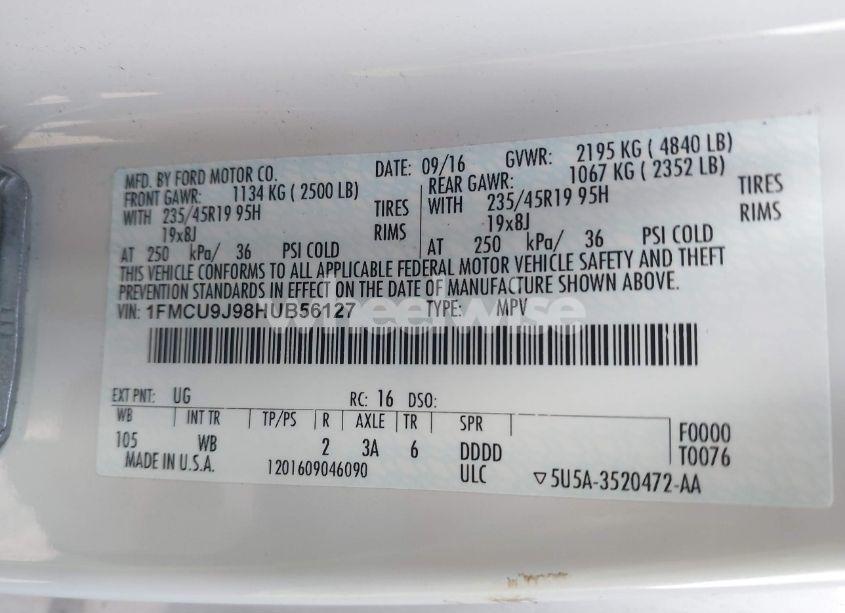 MFD. BY FORD MOTOR CO. DATE: 09/16 GVWR: 2195 KG ( 4840 LB)
FRONT GAWR: 1134 KG ( 2500 LB) REAR GAWR: 1067 KG ( 2352 LB)
WITH 235/45R19 95H TIRES WITH 235/45R19 95H TIRES
19x8J RIMS 19x8J RIMS
AT 250 kPa/ 36 PSI COLD AT 250 kPa/ 36 PSI COLD
THIS VEHICLE CONFORMS TO ALL APPLICABLE FEDERAL MOTOR VEHICLE SAFETY AND THEFT
PREVENTION STANDARDS IN EFFECT ON THE DATE OF MANUFACTURE SHOWN ABOVE.
VIN: 1FMCU9J98HUB56127 TYPE: MPV
wheelwise
EXT PNT: UG RC: 16 DSO:
WB INT TR TP/PS R AXLE TR SPR F0000
105 WB 2 3A 6 DDDD T0076
MADE IN U.S.A. 1201609046090 ULC ▽5U5A-3520472-AA